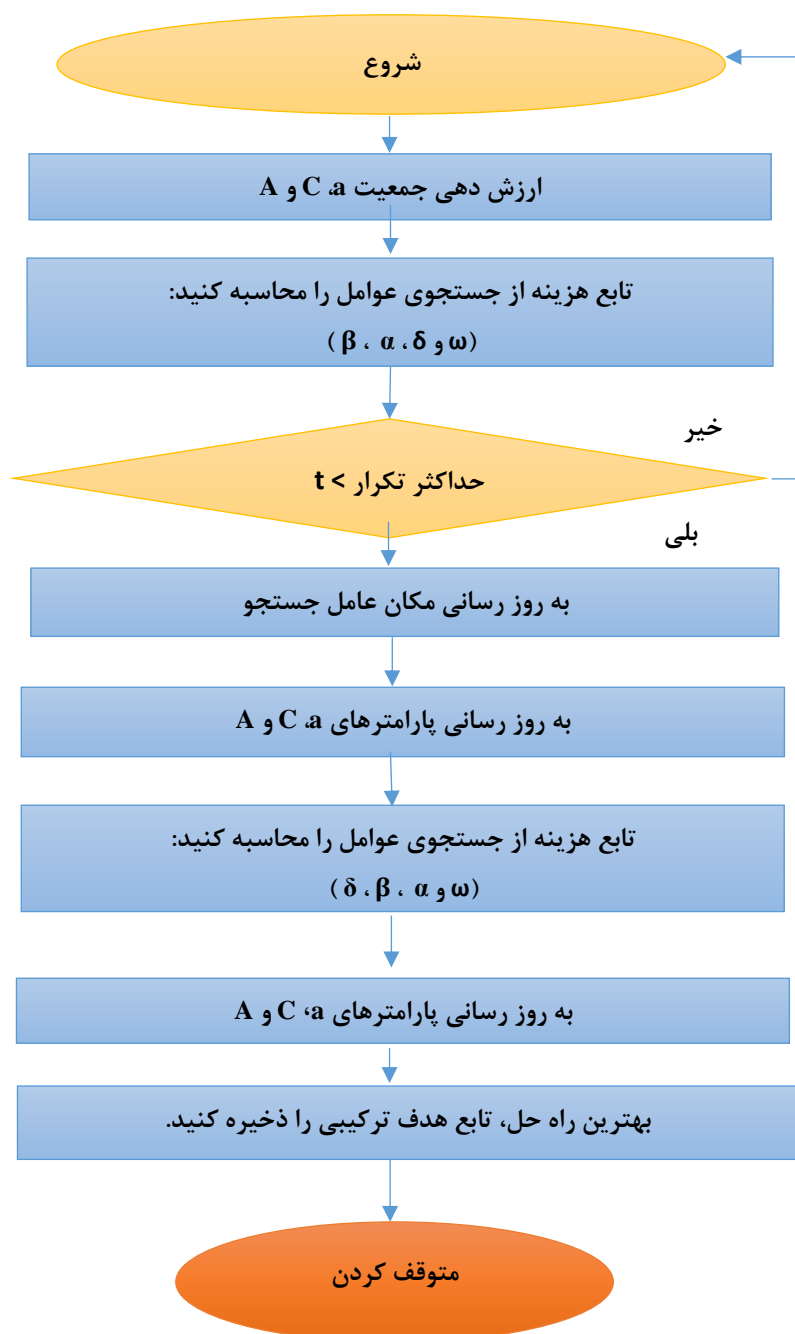 شروع
ارزش دهی جمعیت C ،a و A
تابع هزینه از جستجوی عوامل را محاسبه کنید:
(ω و δ ، α ، β )
خیر
حداکثر تکرار > t
بلی
به روز رسانی مکان عامل جستجو
به روز رسانی پارامترهای C ،a و A
تابع هزینه از جستجوی عوامل را محاسبه کنید:
(ω و α ، β ، δ )
به روز رسانی پارامترهای C ،a و A
بهترین راه حل، تابع هدف ترکیبی را ذخیره کنید.
متوقف کردن